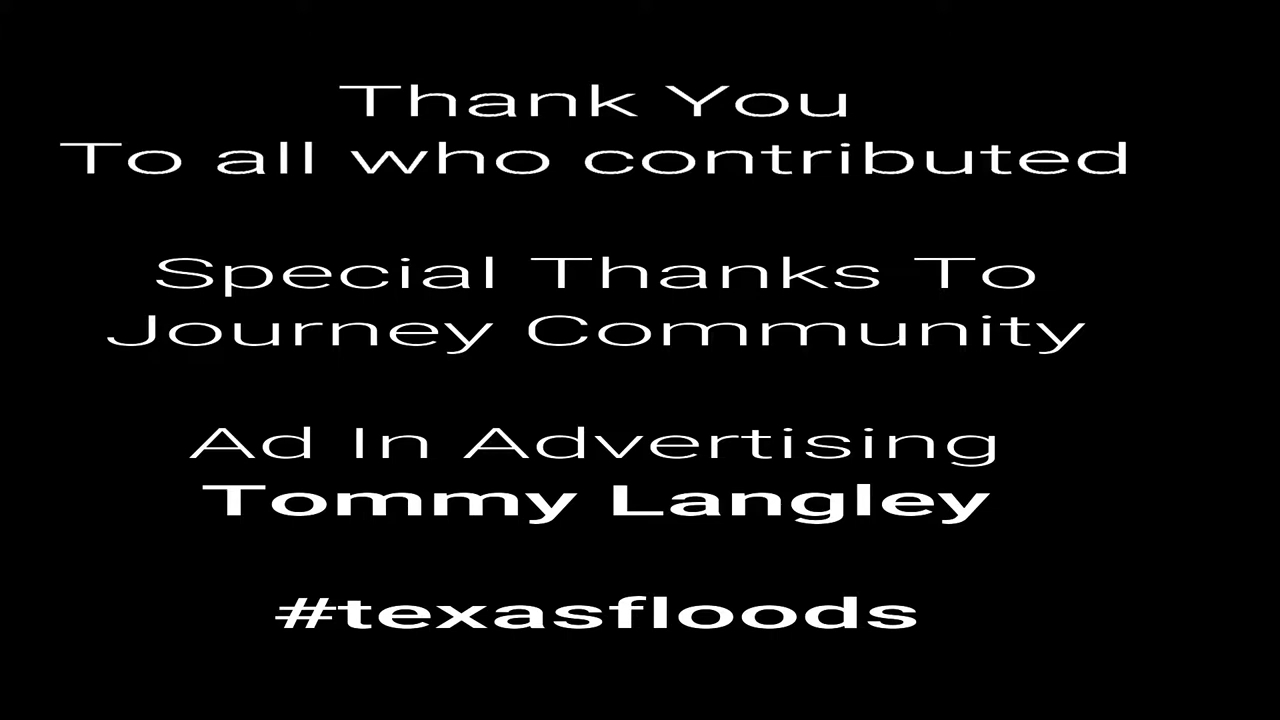 Thank You
To all who contributed
Special Thanks To
Journey Community
Ad In Advertising
Tommy Langley
#texasfloods